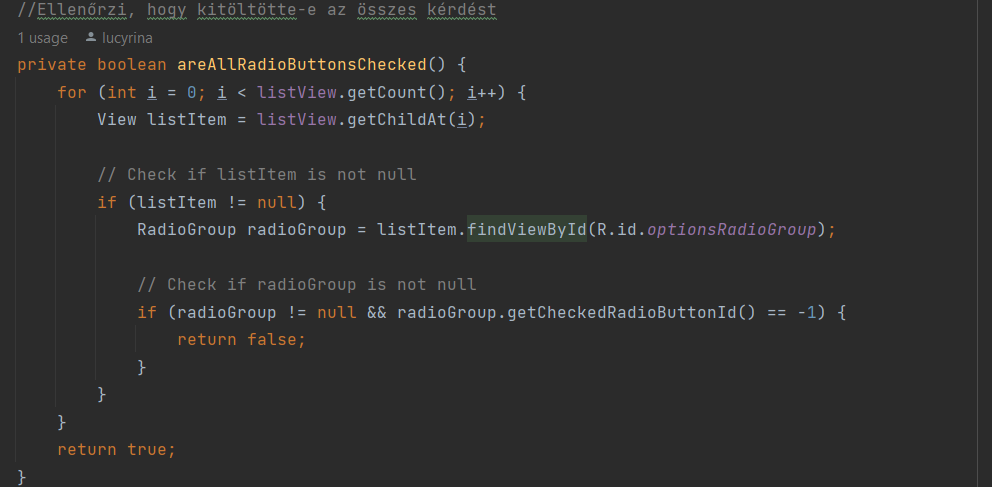 //Ellenőrzi, hogy kitöltötte-e az összes kérdést
1 usage lucyrina
private boolean areAllRadioButtonsChecked() {
for (int i = 0; i < listView.getCount(); i++) {
View listItem = listView.getChildAt(i);
// Check if listItem is not null
if (listItem != null) {
RadioGroup radioGroup = listItem.findViewById(R.id.optionsRadioGroup);
// Check if radioGroup is not null
if (radioGroup != null && radioGroup.getCheckedRadioButtonId() == -1) {
return false;
}
}
}
return true;
}